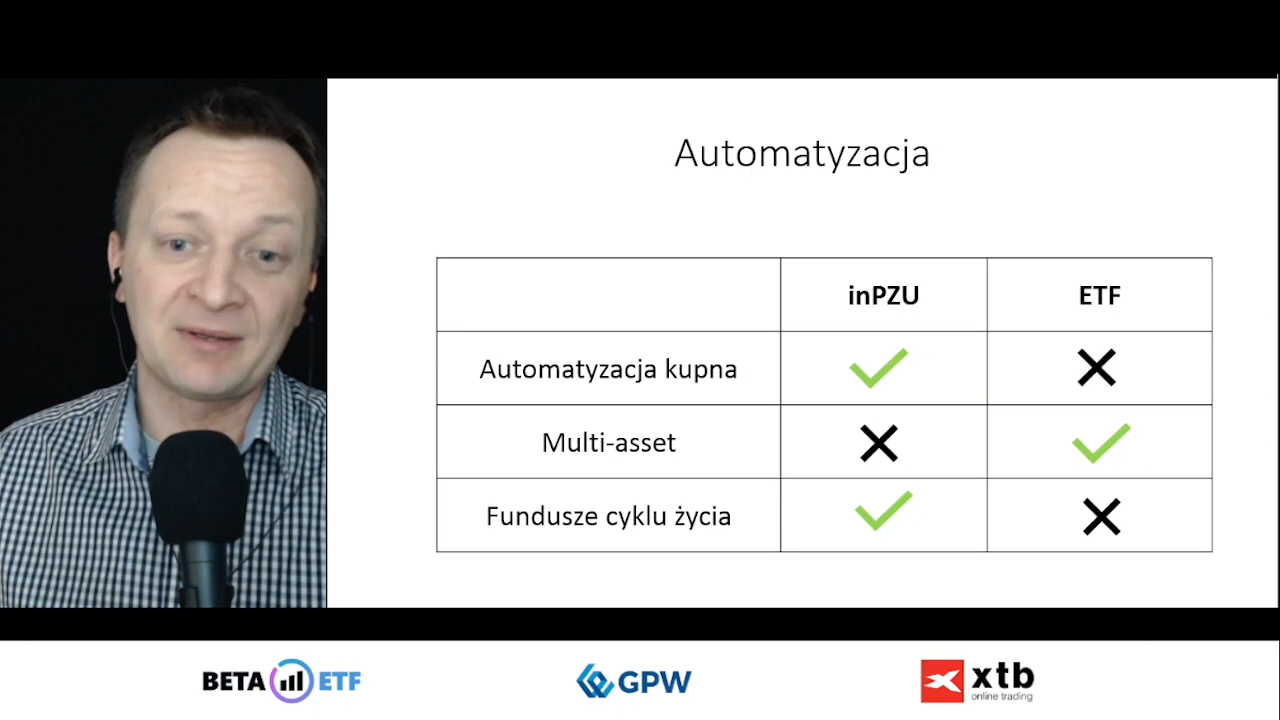 Automatyzacja
inPZU ETF
Automatyzacja kupna
Multi-asset
Fundusze cyklu życia
BETA ETF
GPW
xtb
online trading